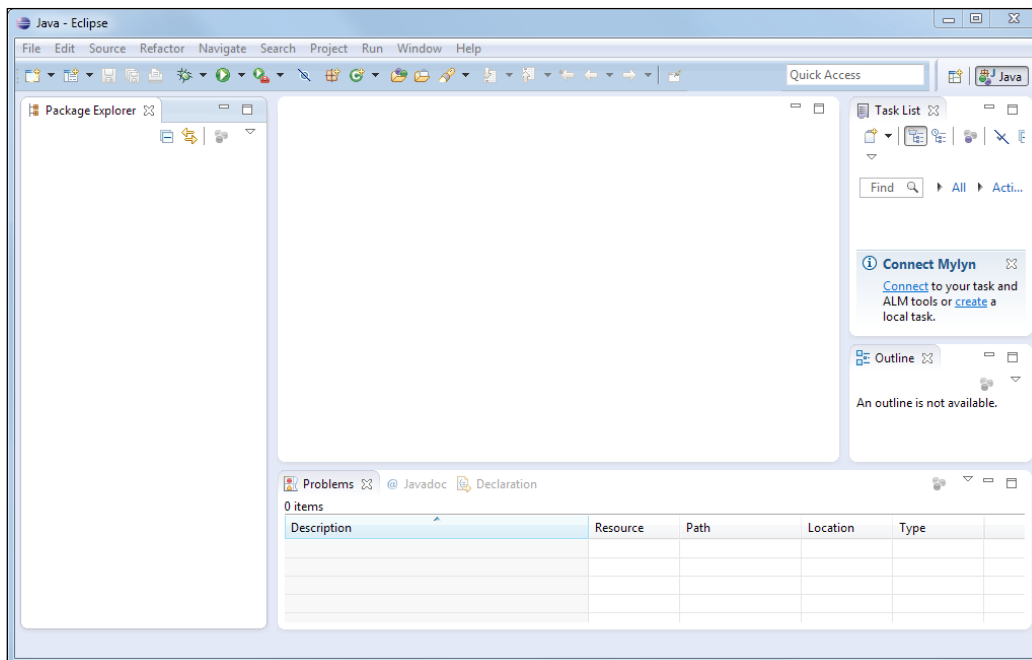 Java - Eclipse
File Edit Source Refactor Navigate Search Project Run Window Help
Quick Access
Java
Package Explorer
Task List
Find All Acti...
Connect Mylyn
Connect to your task and
ALM tools or create a
local task.
Outline
An outline is not available.
Problems @ Javadoc Declaration
0 items
Description Resource Path Location Type